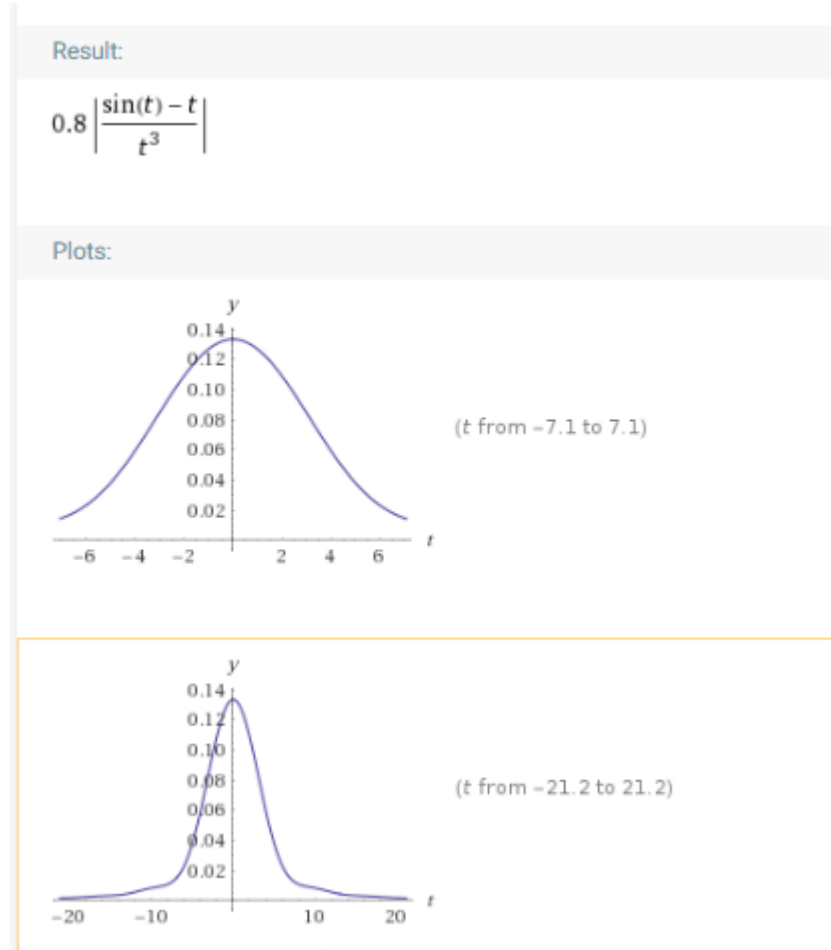 Result:
0.8 |(sin(t) − t)/t³|
Plots:
y
0.14
0.12
0.10
0.08
0.06
0.04
0.02
−6 −4 −2 2 4 6 t
(t from −7.1 to 7.1)
y
0.14
0.12
0.10
0.08
0.06
0.04
0.02
−20 −10 10 20 t
(t from −21.2 to 21.2)